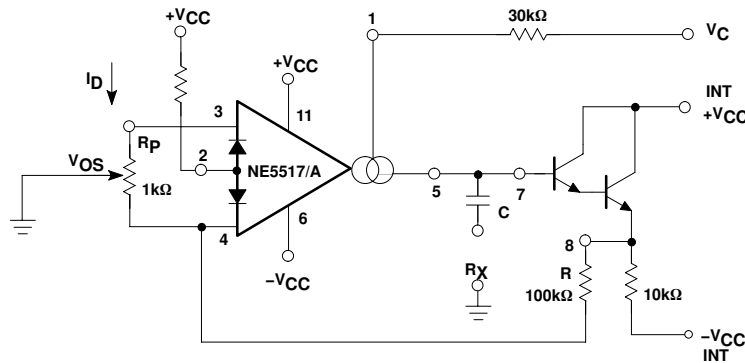 +VCC
1
30kΩ
VC
ID
+VCC
INT
+VCC
3
11
RP
VOS
2
NE5517/A
1kΩ
5
7
C
6
4
−VCC
8
RX
R
100kΩ
10kΩ
−VCC
INT